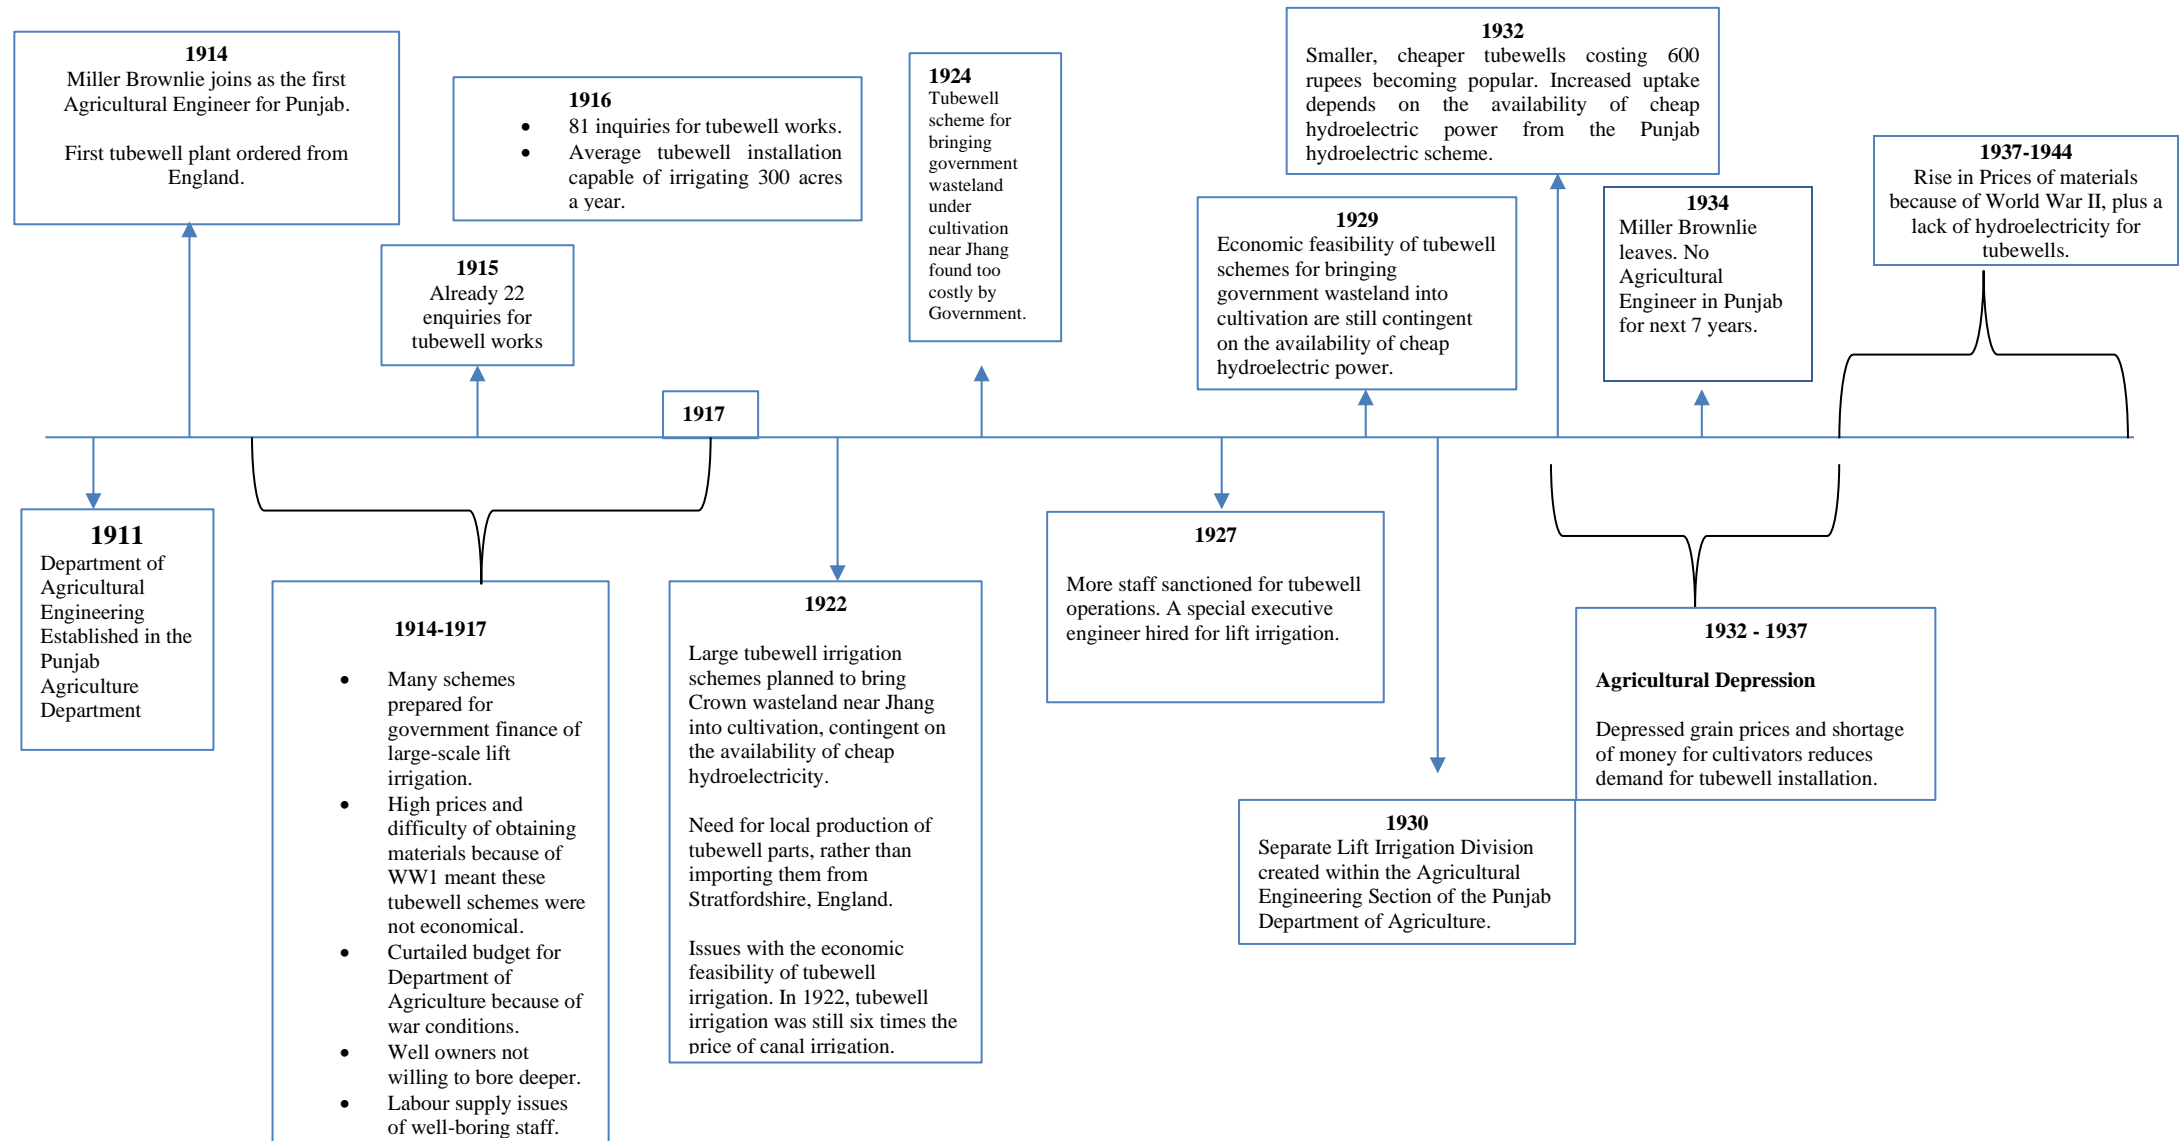 1914
Miller Brownlie joins as the first
Agricultural Engineer for Punjab.
First tubewell plant ordered from
England.
1916
• 81 inquiries for tubewell works.
• Average tubewell installation
capable of irrigating 300 acres
a year.
1915
Already 22
enquiries for
tubewell works
1917
1924
Tubewell
scheme for
bringing
government
wasteland
under
cultivation
near Jhang
found too
costly by
Government.
1932
Smaller, cheaper tubewells costing 600
rupees becoming popular. Increased uptake
depends on the availability of cheap
hydroelectric power from the Punjab
hydroelectric scheme.
1929
Economic feasibility of tubewell
schemes for bringing
government wasteland into
cultivation are still contingent
on the availability of cheap
hydroelectric power.
1934
Miller Brownlie
leaves. No
Agricultural
Engineer in Punjab
for next 7 years.
1937-1944
Rise in Prices of materials
because of World War II, plus a
lack of hydroelectricity for
tubewells.
1911
Department of
Agricultural
Engineering
Established in the
Punjab
Agriculture
Department
1914-1917
• Many schemes
prepared for
government finance of
large-scale lift
irrigation.
• High prices and
difficulty of obtaining
materials because of
WW1 meant these
tubewell schemes were
not economical.
• Curtailed budget for
Department of
Agriculture because of
war conditions.
• Well owners not
willing to bore deeper.
• Labour supply issues
of well-boring staff.
1922
Large tubewell irrigation
schemes planned to bring
Crown wasteland near Jhang
into cultivation, contingent on
the availability of cheap
hydroelectricity.
Need for local production of
tubewell parts, rather than
importing them from
Stratfordshire, England.
Issues with the economic
feasibility of tubewell
irrigation. In 1922, tubewell
irrigation was still six times the
price of canal irrigation.
1927
More staff sanctioned for tubewell
operations. A special executive
engineer hired for lift irrigation.
1930
Separate Lift Irrigation Division
created within the Agricultural
Engineering Section of the Punjab
Department of Agriculture.
1932 - 1937
Agricultural Depression
Depressed grain prices and shortage
of money for cultivators reduces
demand for tubewell installation.